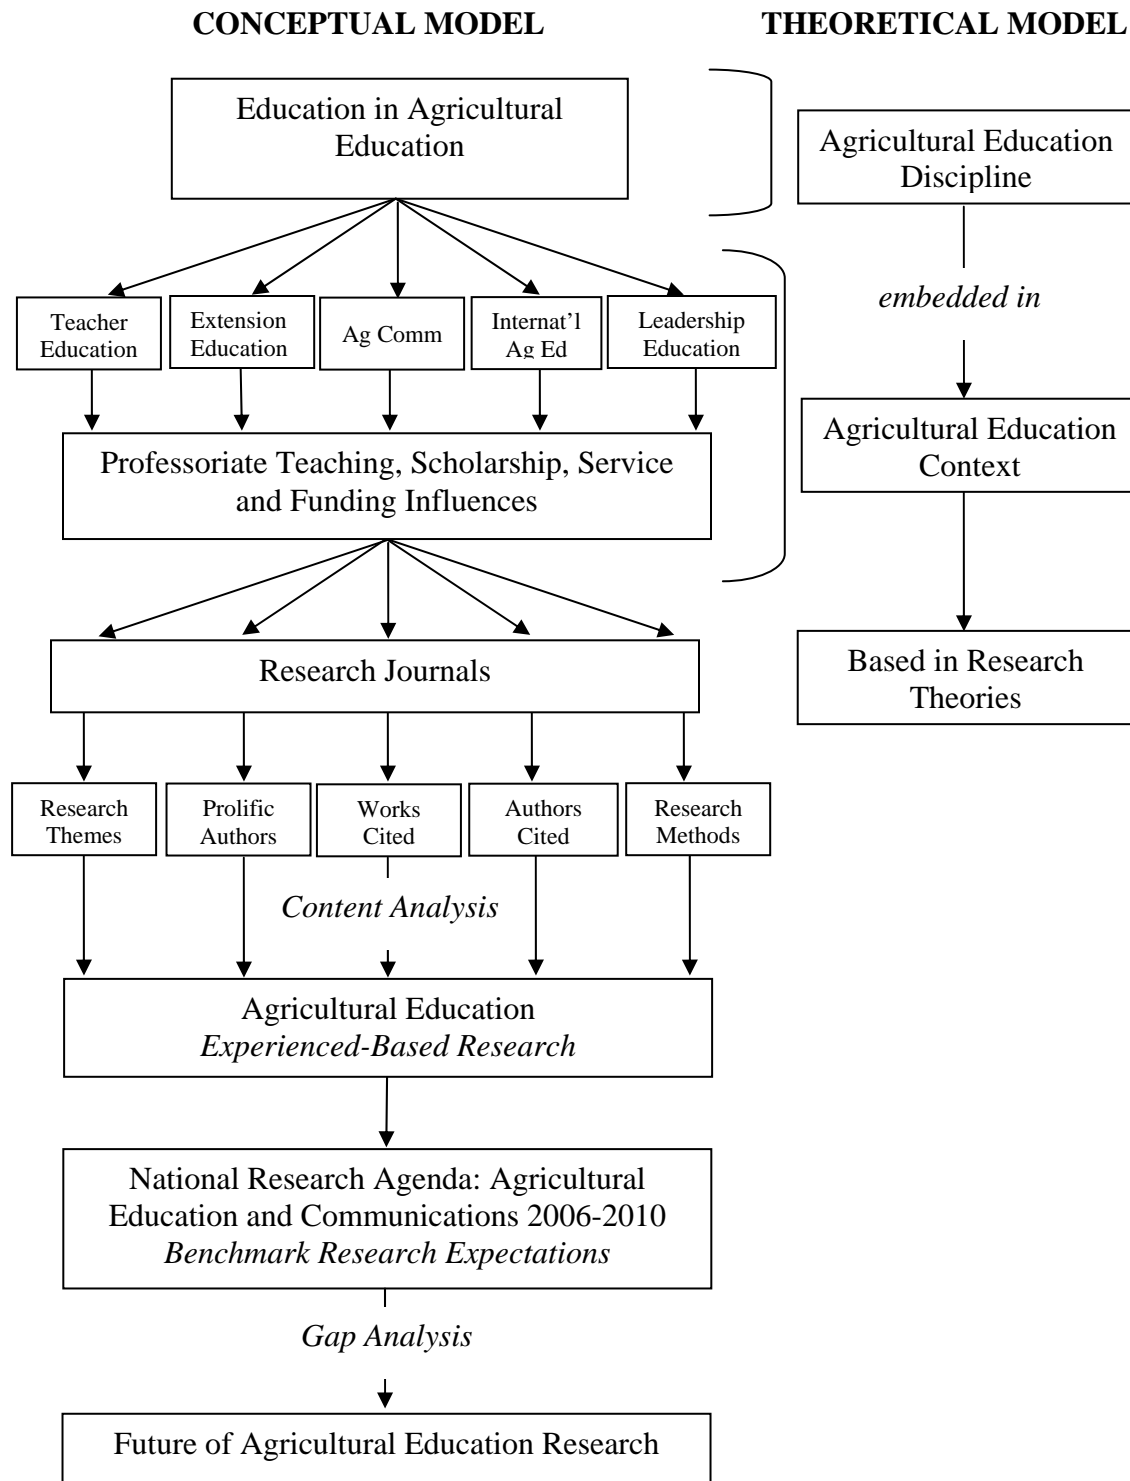 CONCEPTUAL MODEL
THEORETICAL MODEL
Education in Agricultural
Education
Agricultural Education
Discipline
embedded in
Teacher
Education
Extension
Education
Ag Comm
Internat’l
Ag Ed
Leadership
Education
Agricultural Education
Context
Professoriate Teaching, Scholarship, Service
and Funding Influences
Based in Research
Theories
Research Journals
Research
Themes
Prolific
Authors
Works
Cited
Authors
Cited
Research
Methods
Content Analysis
Agricultural Education
Experienced-Based Research
National Research Agenda: Agricultural
Education and Communications 2006-2010
Benchmark Research Expectations
Gap Analysis
Future of Agricultural Education Research